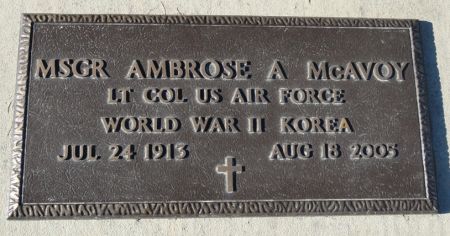 MSGR AMBROSE A McAVOY
LT COL US AIR FORCE
WORLD WAR II KOREA
JUL 24 1913 AUG 18 2005